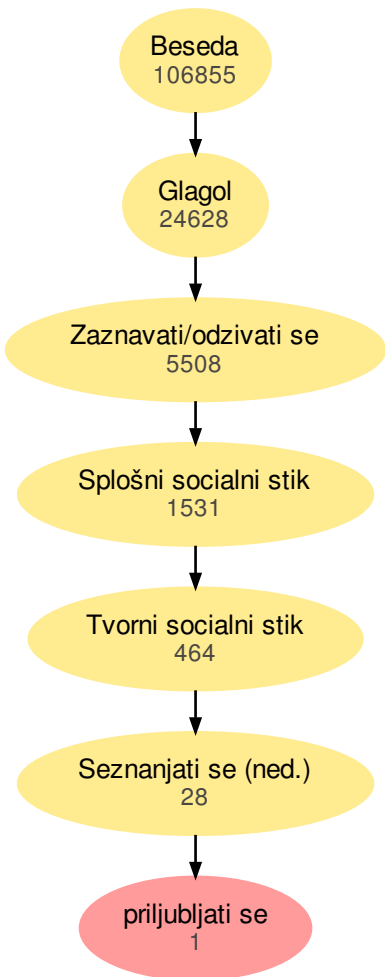 Beseda
106855
Glagol
24628
Zaznavati/odzivati se
5508
Splošni socialni stik
1531
Tvorni socialni stik
464
Seznanjati se (ned.)
28
priljubljati se
1